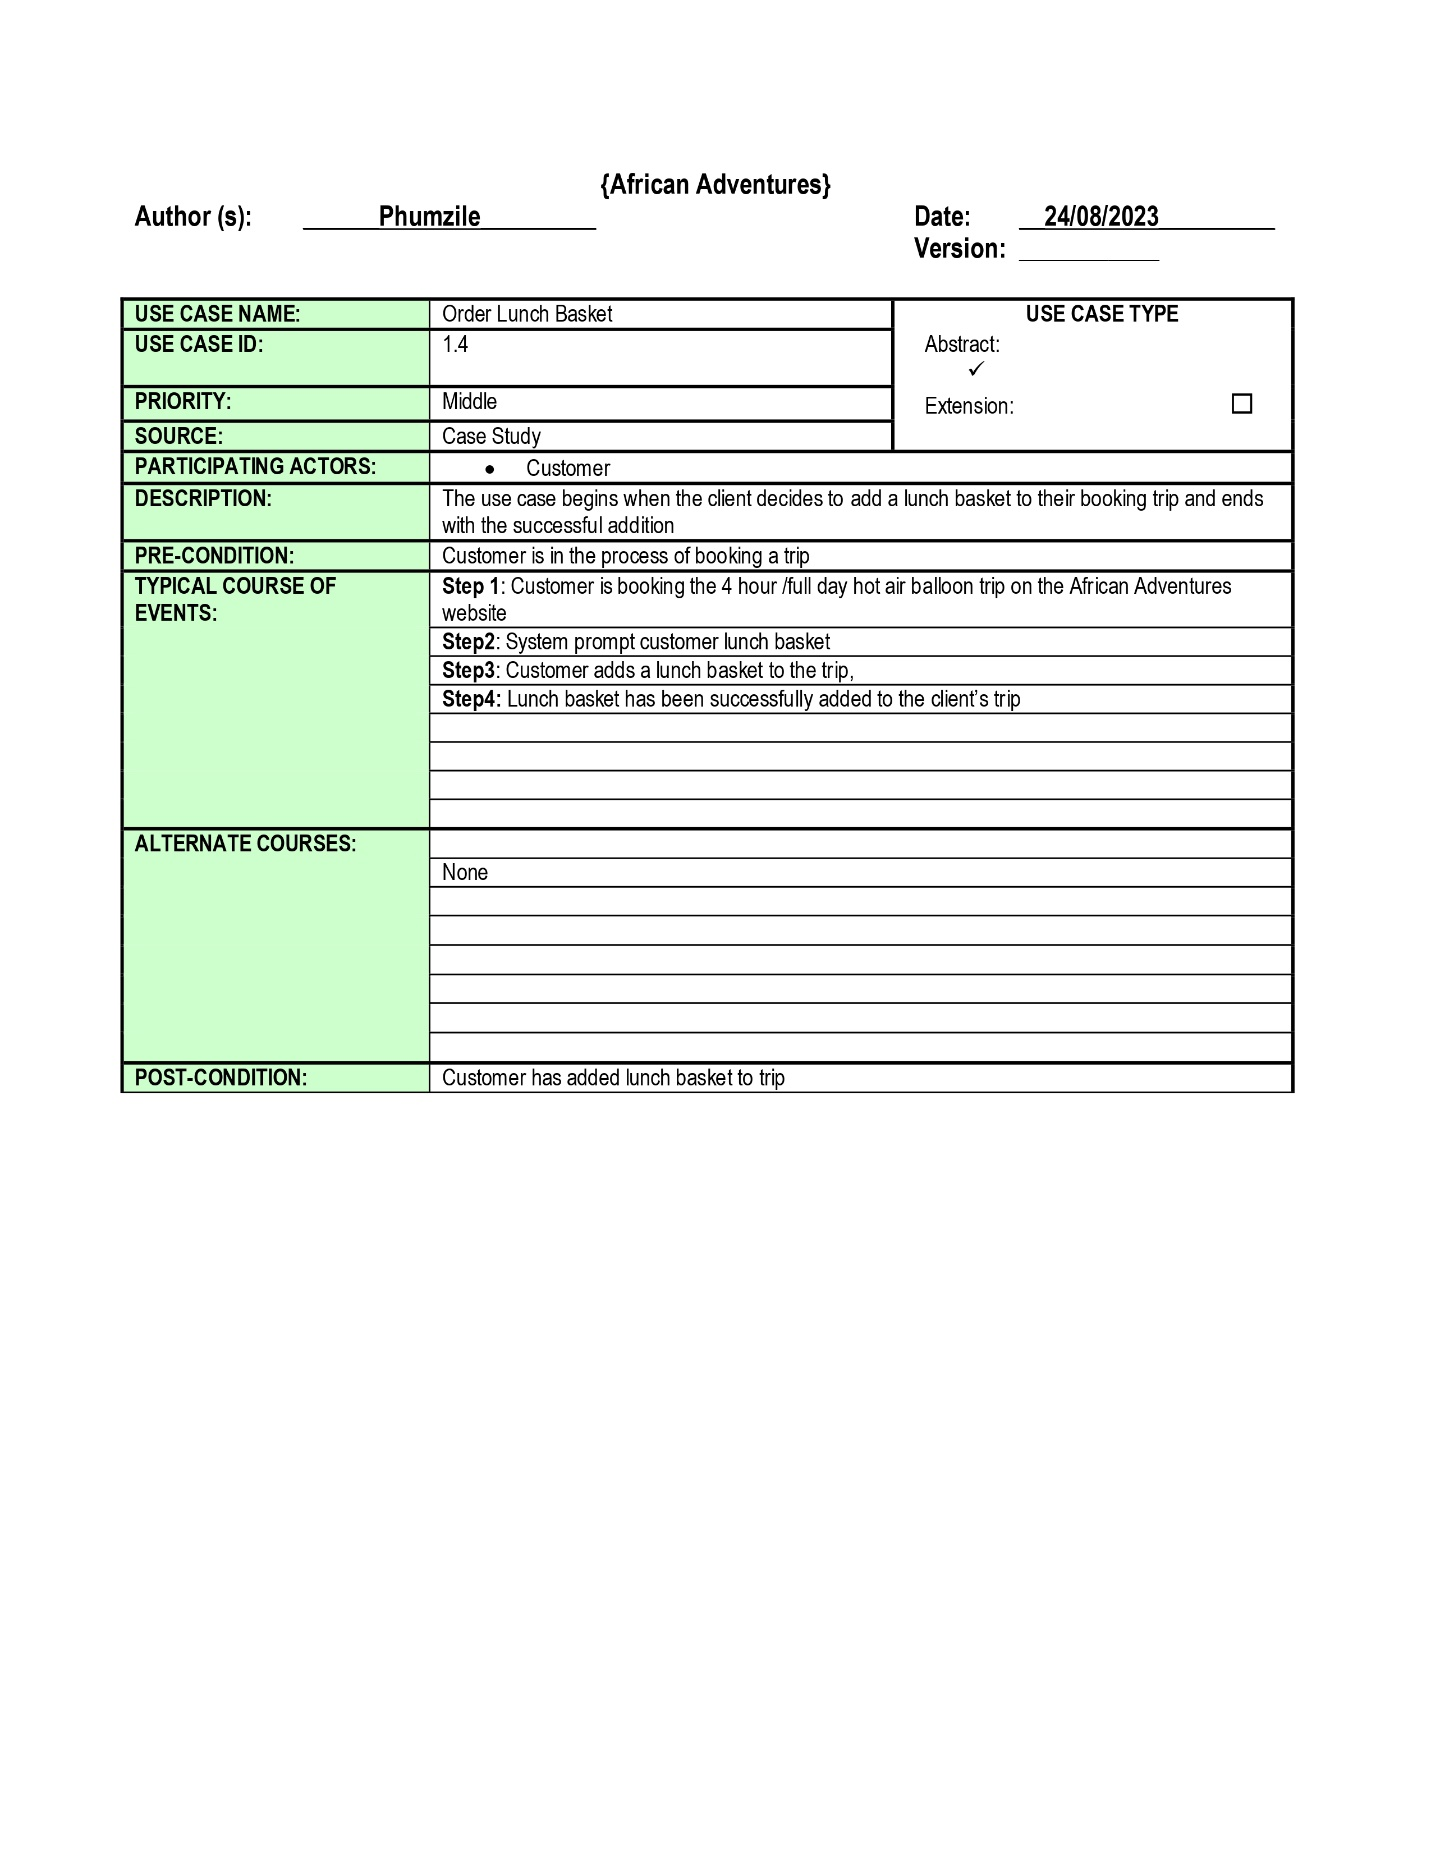 {African Adventures}
Author (s): Phumzile Date: 24/08/2023
Version:
USE CASE NAME: Order Lunch Basket USE CASE TYPE
USE CASE ID: 1.4 Abstract:
✓
PRIORITY: Middle Extension: ☐
SOURCE: Case Study
PARTICIPATING ACTORS: • Customer
DESCRIPTION: The use case begins when the client decides to add a lunch basket to their booking trip and ends
with the successful addition
PRE-CONDITION: Customer is in the process of booking a trip
TYPICAL COURSE OF Step 1: Customer is booking the 4 hour /full day hot air balloon trip on the African Adventures
EVENTS: website
Step2: System prompt customer lunch basket
Step3: Customer adds a lunch basket to the trip,
Step4: Lunch basket has been successfully added to the client's trip
ALTERNATE COURSES:
None
POST-CONDITION: Customer has added lunch basket to trip